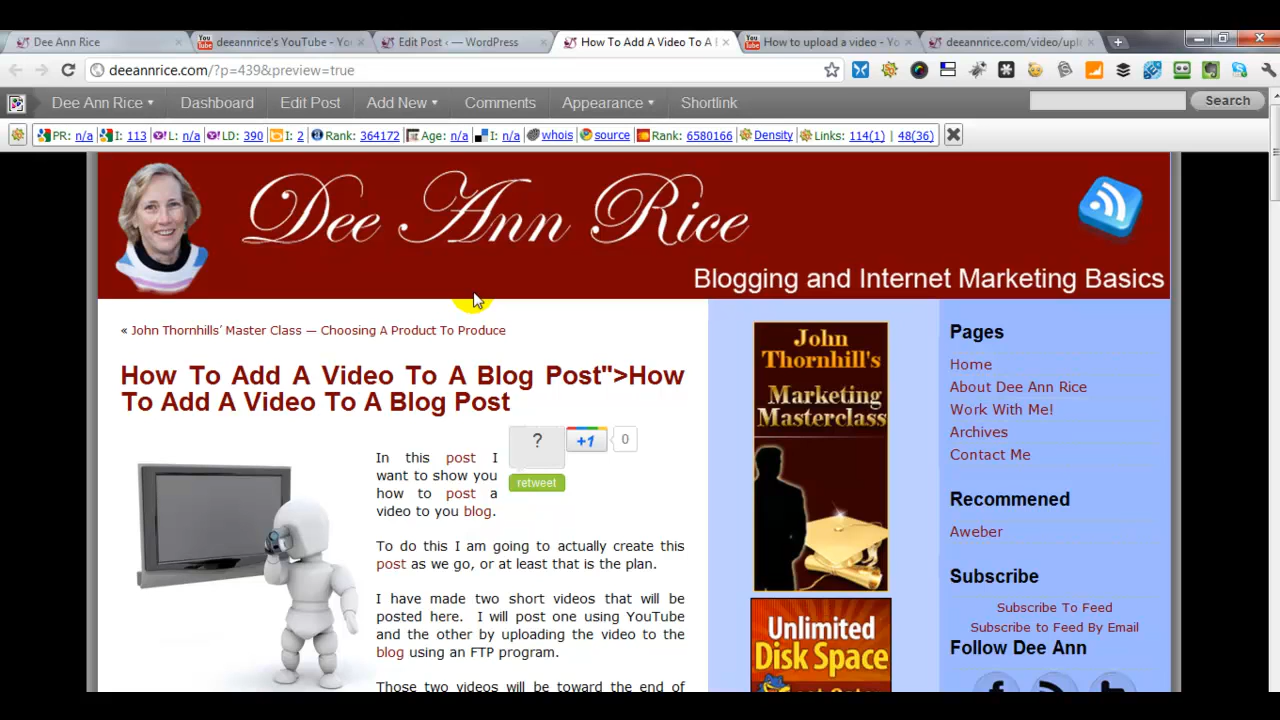 Dee Ann Rice
deeannrice's YouTube - Yo
Edit Post ‹ — WordPress
How To Add A Video To A B
How to upload a video - Yo
deeannrice.com/video/upl
deeannrice.com/?p=439&preview=true
Dee Ann Rice Dashboard Edit Post Add New Comments Appearance Shortlink Search
PR: n/a I: 113 L: n/a LD: 390 I: 2 Rank: 364172 Age: n/a I: n/a whois source Rank: 6580166 Density Links: 114(1) | 48(36)
Dee Ann Rice
Blogging and Internet Marketing Basics
« John Thornhills' Master Class — Choosing A Product To Produce
How To Add A Video To A Blog Post">How
To Add A Video To A Blog Post
?
+1
0
retweet
In this post I
want to show you
how to post a
video to you blog.
To do this I am going to actually create this
post as we go, or at least that is the plan.
I have made two short videos that will be
posted here. I will post one using YouTube
and the other by uploading the video to the
blog using an FTP program.
Those two videos will be toward the end of
John
Thornhill's
Marketing
Masterclass
Unlimited
Disk Space
Pages
Home
About Dee Ann Rice
Work With Me!
Archives
Contact Me
Recommened
Aweber
Subscribe
Subscribe To Feed
Subscribe to Feed By Email
Follow Dee Ann